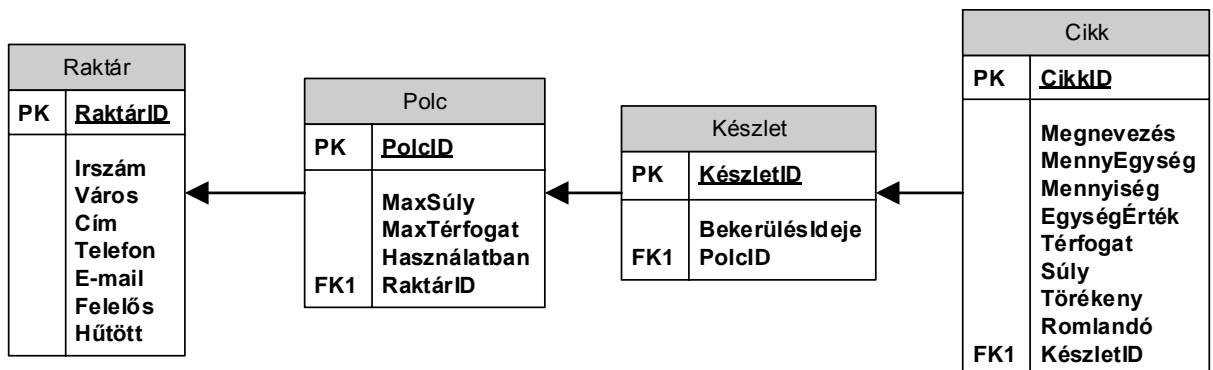 Raktár
PK RaktárID
Irszám
Város
Cím
Telefon
E-mail
Felelős
Hűtött
Polc
PK PolcID
MaxSúly
MaxTérfogat
Használatban
FK1 RaktárID
Készlet
PK KészletID
BekerülésIdeje
FK1 PolcID
Cikk
PK CikkID
Megnevezés
MennyEgység
Mennyiség
EgységÉrték
Térfogat
Súly
Törékeny
Romlandó
FK1 KészletID